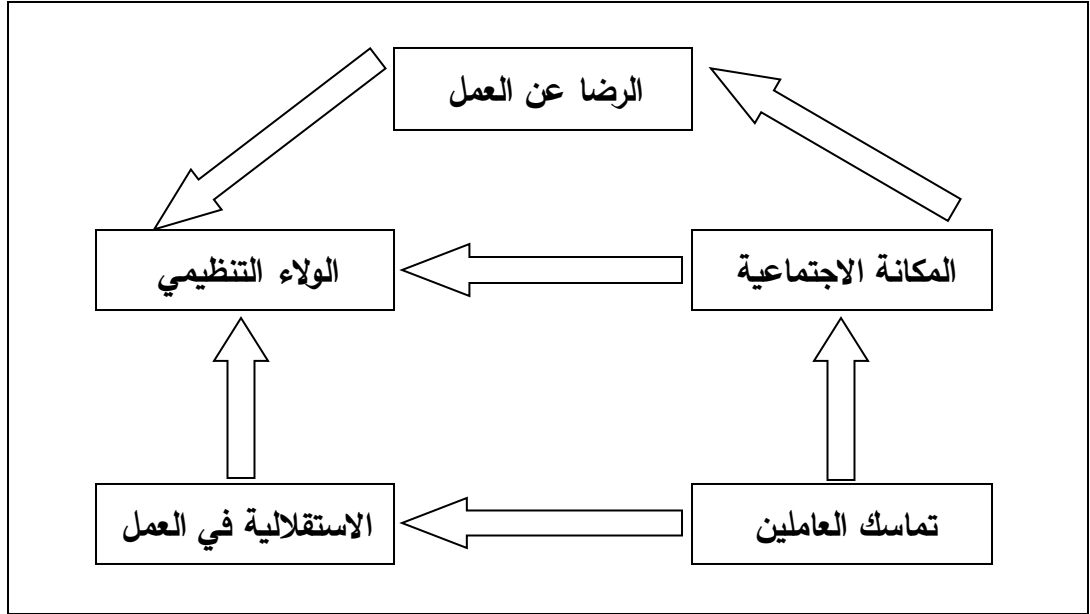 الرضا عن العمل
المكانة الاجتماعية
الولاء التنظيمي
تماسك العاملين
الاستقلالية في العمل